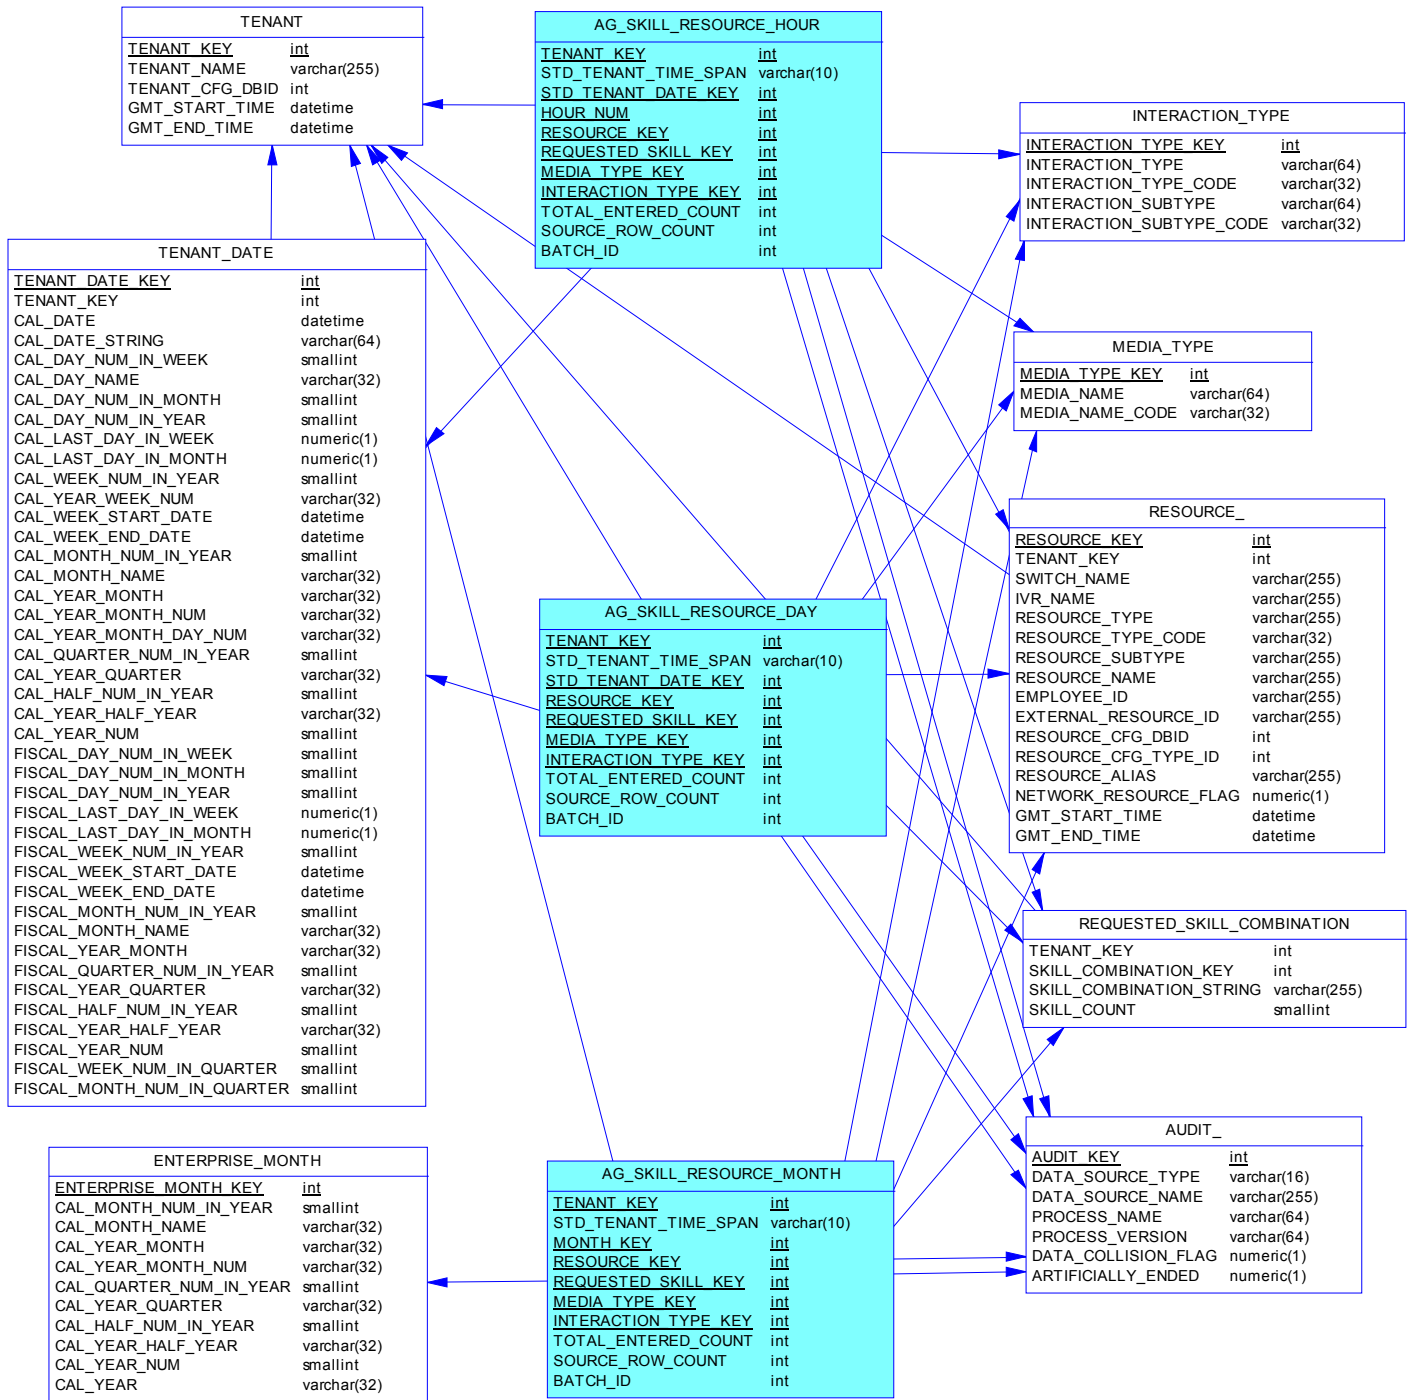 TENANT
TENANT_KEY int
TENANT_NAME varchar(255)
TENANT_CFG_DBID int
GMT_START_TIME datetime
GMT_END_TIME datetime
AG_SKILL_RESOURCE_HOUR
TENANT_KEY int
STD_TENANT_TIME_SPAN varchar(10)
STD_TENANT_DATE_KEY int
HOUR_NUM int
RESOURCE_KEY int
REQUESTED_SKILL_KEY int
MEDIA_TYPE_KEY int
INTERACTION_TYPE_KEY int
TOTAL_ENTERED_COUNT int
SOURCE_ROW_COUNT int
BATCH_ID int
INTERACTION_TYPE
INTERACTION_TYPE_KEY int
INTERACTION_TYPE varchar(64)
INTERACTION_TYPE_CODE varchar(32)
INTERACTION_SUBTYPE varchar(64)
INTERACTION_SUBTYPE_CODE varchar(32)
TENANT_DATE
TENANT_DATE_KEY int
TENANT_KEY int
CAL_DATE datetime
CAL_DATE_STRING varchar(64)
CAL_DAY_NUM_IN_WEEK smallint
CAL_DAY_NAME varchar(32)
CAL_DAY_NUM_IN_MONTH smallint
CAL_DAY_NUM_IN_YEAR smallint
CAL_LAST_DAY_IN_WEEK numeric(1)
CAL_LAST_DAY_IN_MONTH numeric(1)
CAL_WEEK_NUM_IN_YEAR smallint
CAL_YEAR_WEEK_NUM varchar(32)
CAL_WEEK_START_DATE datetime
CAL_WEEK_END_DATE datetime
CAL_MONTH_NUM_IN_YEAR smallint
CAL_MONTH_NAME varchar(32)
CAL_YEAR_MONTH varchar(32)
CAL_YEAR_MONTH_NUM varchar(32)
CAL_YEAR_MONTH_DAY_NUM varchar(32)
CAL_QUARTER_NUM_IN_YEAR smallint
CAL_YEAR_QUARTER varchar(32)
CAL_HALF_NUM_IN_YEAR smallint
CAL_YEAR_HALF_YEAR varchar(32)
CAL_YEAR_NUM smallint
FISCAL_DAY_NUM_IN_WEEK smallint
FISCAL_DAY_NUM_IN_MONTH smallint
FISCAL_DAY_NUM_IN_YEAR smallint
FISCAL_LAST_DAY_IN_WEEK numeric(1)
FISCAL_LAST_DAY_IN_MONTH numeric(1)
FISCAL_WEEK_NUM_IN_YEAR smallint
FISCAL_WEEK_START_DATE datetime
FISCAL_WEEK_END_DATE datetime
FISCAL_MONTH_NUM_IN_YEAR smallint
FISCAL_MONTH_NAME varchar(32)
FISCAL_YEAR_MONTH varchar(32)
FISCAL_QUARTER_NUM_IN_YEAR smallint
FISCAL_YEAR_QUARTER varchar(32)
FISCAL_HALF_NUM_IN_YEAR smallint
FISCAL_YEAR_HALF_YEAR varchar(32)
FISCAL_YEAR_NUM smallint
FISCAL_WEEK_NUM_IN_QUARTER smallint
FISCAL_MONTH_NUM_IN_QUARTER smallint
MEDIA_TYPE
MEDIA_TYPE_KEY int
MEDIA_NAME varchar(64)
MEDIA_NAME_CODE varchar(32)
RESOURCE_
RESOURCE_KEY int
TENANT_KEY int
SWITCH_NAME varchar(255)
IVR_NAME varchar(255)
RESOURCE_TYPE varchar(255)
RESOURCE_TYPE_CODE varchar(32)
RESOURCE_SUBTYPE varchar(255)
RESOURCE_NAME varchar(255)
EMPLOYEE_ID varchar(255)
EXTERNAL_RESOURCE_ID varchar(255)
RESOURCE_CFG_DBID int
RESOURCE_CFG_TYPE_ID int
RESOURCE_ALIAS varchar(255)
NETWORK_RESOURCE_FLAG numeric(1)
GMT_START_TIME datetime
GMT_END_TIME datetime
AG_SKILL_RESOURCE_DAY
TENANT_KEY int
STD_TENANT_TIME_SPAN varchar(10)
STD_TENANT_DATE_KEY int
RESOURCE_KEY int
REQUESTED_SKILL_KEY int
MEDIA_TYPE_KEY int
INTERACTION_TYPE_KEY int
TOTAL_ENTERED_COUNT int
SOURCE_ROW_COUNT int
BATCH_ID int
REQUESTED_SKILL_COMBINATION
TENANT_KEY int
SKILL_COMBINATION_KEY int
SKILL_COMBINATION_STRING varchar(255)
SKILL_COUNT smallint
AUDIT_
AUDIT_KEY int
DATA_SOURCE_TYPE varchar(16)
DATA_SOURCE_NAME varchar(255)
PROCESS_NAME varchar(64)
PROCESS_VERSION varchar(64)
DATA_COLLISION_FLAG numeric(1)
ARTIFICIALLY_ENDED numeric(1)
ENTERPRISE_MONTH
ENTERPRISE_MONTH_KEY int
CAL_MONTH_NUM_IN_YEAR smallint
CAL_MONTH_NAME varchar(32)
CAL_YEAR_MONTH varchar(32)
CAL_YEAR_MONTH_NUM varchar(32)
CAL_QUARTER_NUM_IN_YEAR smallint
CAL_YEAR_QUARTER varchar(32)
CAL_HALF_NUM_IN_YEAR smallint
CAL_YEAR_HALF_YEAR varchar(32)
CAL_YEAR_NUM smallint
CAL_YEAR varchar(32)
AG_SKILL_RESOURCE_MONTH
TENANT_KEY int
STD_TENANT_TIME_SPAN varchar(10)
MONTH_KEY int
RESOURCE_KEY int
REQUESTED_SKILL_KEY int
MEDIA_TYPE_KEY int
INTERACTION_TYPE_KEY int
TOTAL_ENTERED_COUNT int
SOURCE_ROW_COUNT int
BATCH_ID int